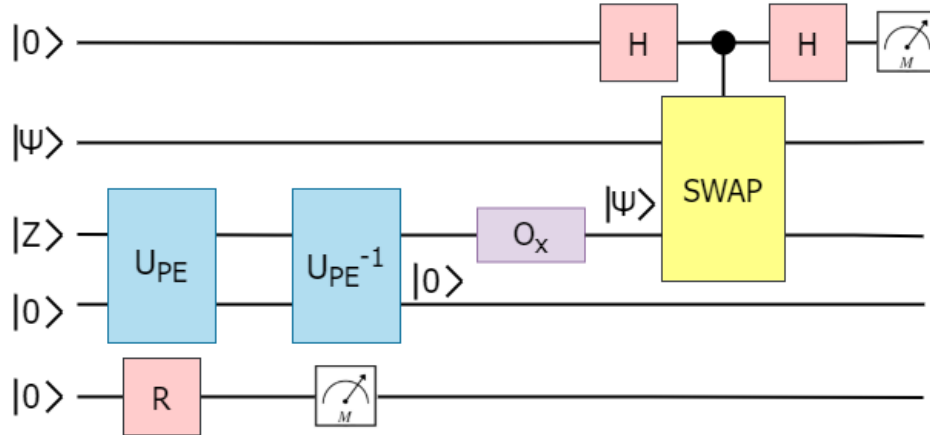 |0⟩ H H M
|Ψ⟩
|Ψ⟩ SWAP
|Z⟩ O_x
U_PE U_PE^-1 |0⟩
|0⟩
|0⟩ R M